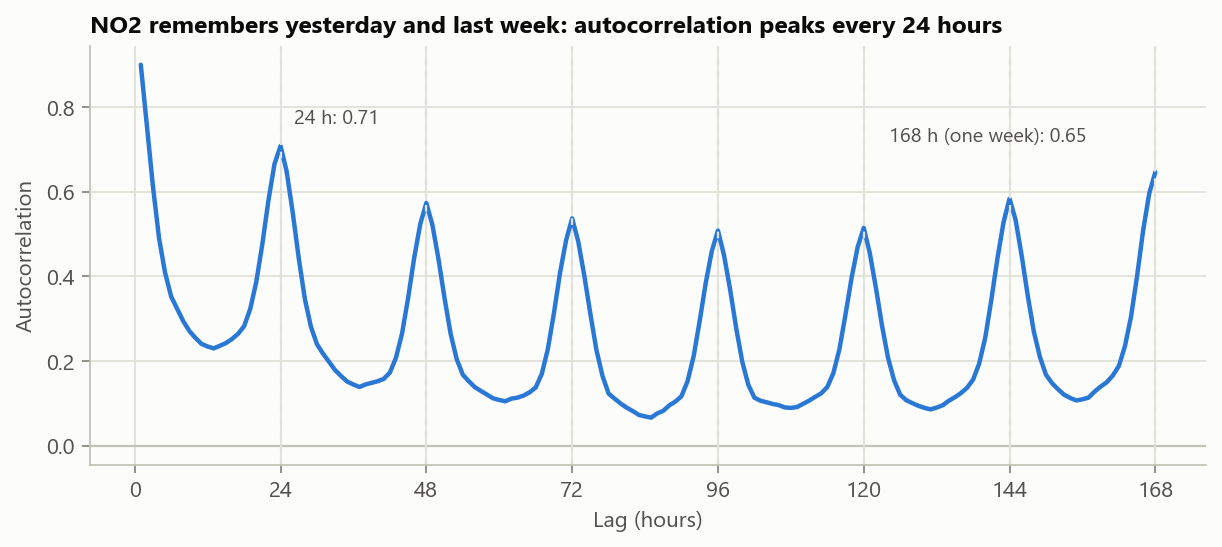 NO2 remembers yesterday and last week: autocorrelation peaks every 24 hours
24 h: 0.71
168 h (one week): 0.65
Autocorrelation
0.8
0.6
0.4
0.2
0.0
0 24 48 72 96 120 144 168
Lag (hours)